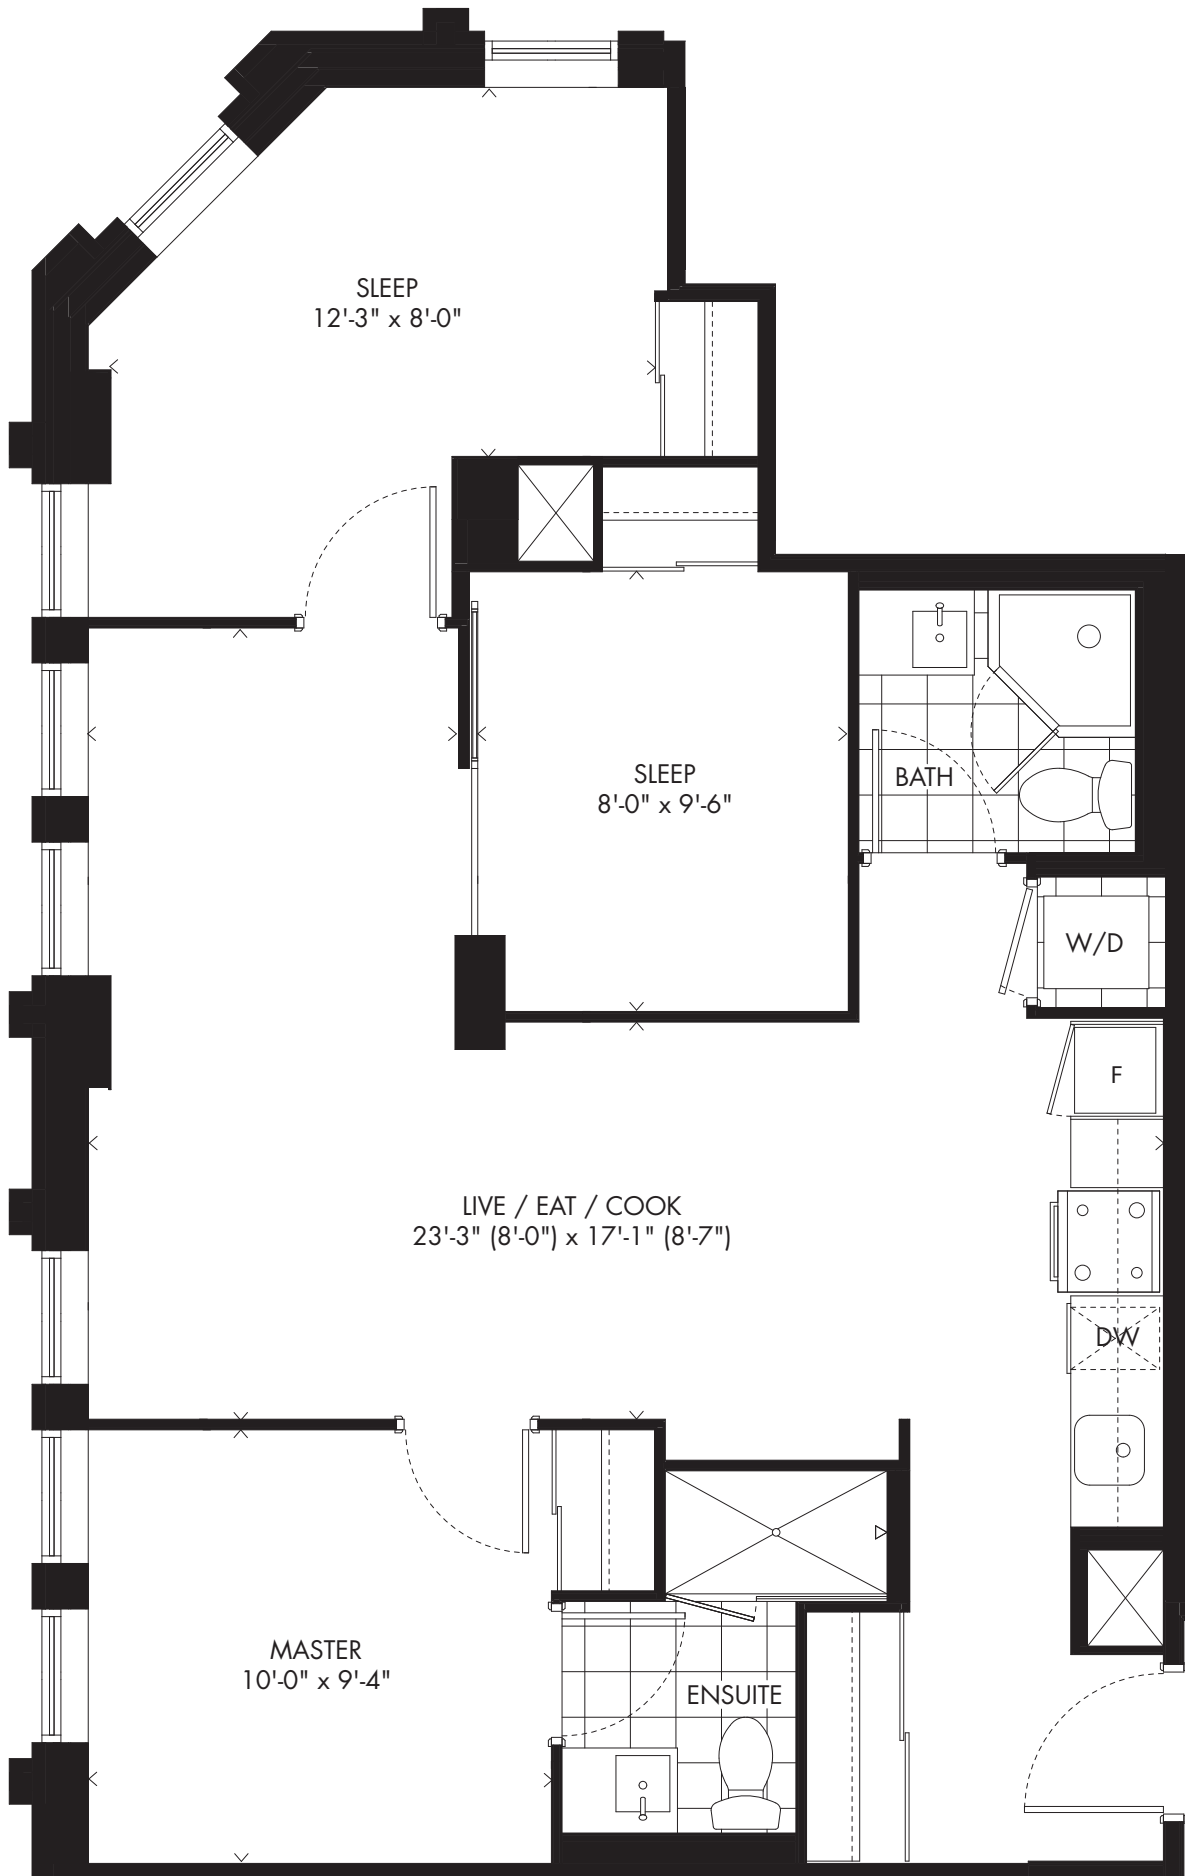 SLEEP
12'-3" x 8'-0"
SLEEP
8'-0" x 9'-6"
BATH
W/D
F
LIVE / EAT / COOK
23'-3" (8'-0") x 17'-1" (8'-7")
DW
MASTER
10'-0" x 9'-4"
ENSUITE